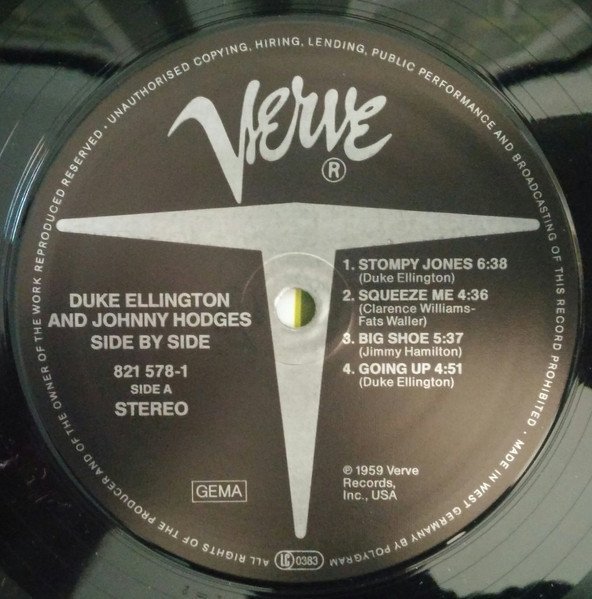 Verve
®
DUKE ELLINGTON
AND JOHNNY HODGES
SIDE BY SIDE
821 578-1
SIDE A
STEREO
1. STOMPY JONES 6:38
(Duke Ellington)
2. SQUEEZE ME 4:36
(Clarence Williams-
Fats Waller)
3. BIG SHOE 5:37
(Jimmy Hamilton)
4. GOING UP 4:51
(Duke Ellington)
GEMA
℗ 1959 Verve
Records,
Inc., USA
LC 0383
ALL RIGHTS OF THE PRODUCER AND OF THE OWNER OF THE WORK REPRODUCED RESERVED · UNAUTHORISED COPYING, HIRING, LENDING, PUBLIC PERFORMANCE AND BROADCASTING OF THIS RECORD PROHIBITED · MADE IN WEST GERMANY BY POLYGRAM